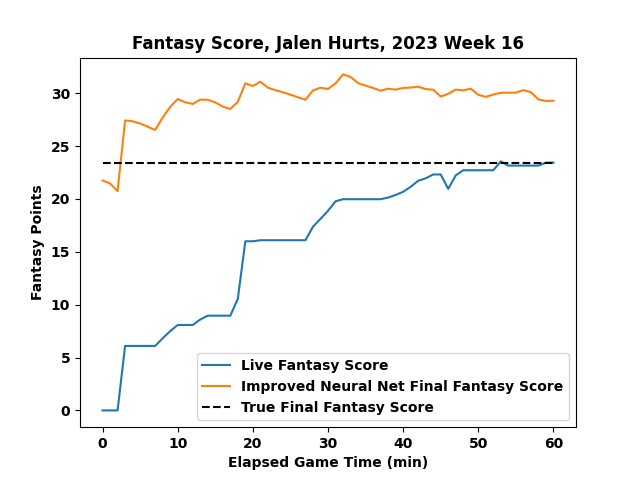 Fantasy Score, Jalen Hurts, 2023 Week 16
Fantasy Points
30
25
20
15
10
5
0
0 10 20 30 40 50 60
Elapsed Game Time (min)
Live Fantasy Score
Improved Neural Net Final Fantasy Score
True Final Fantasy Score